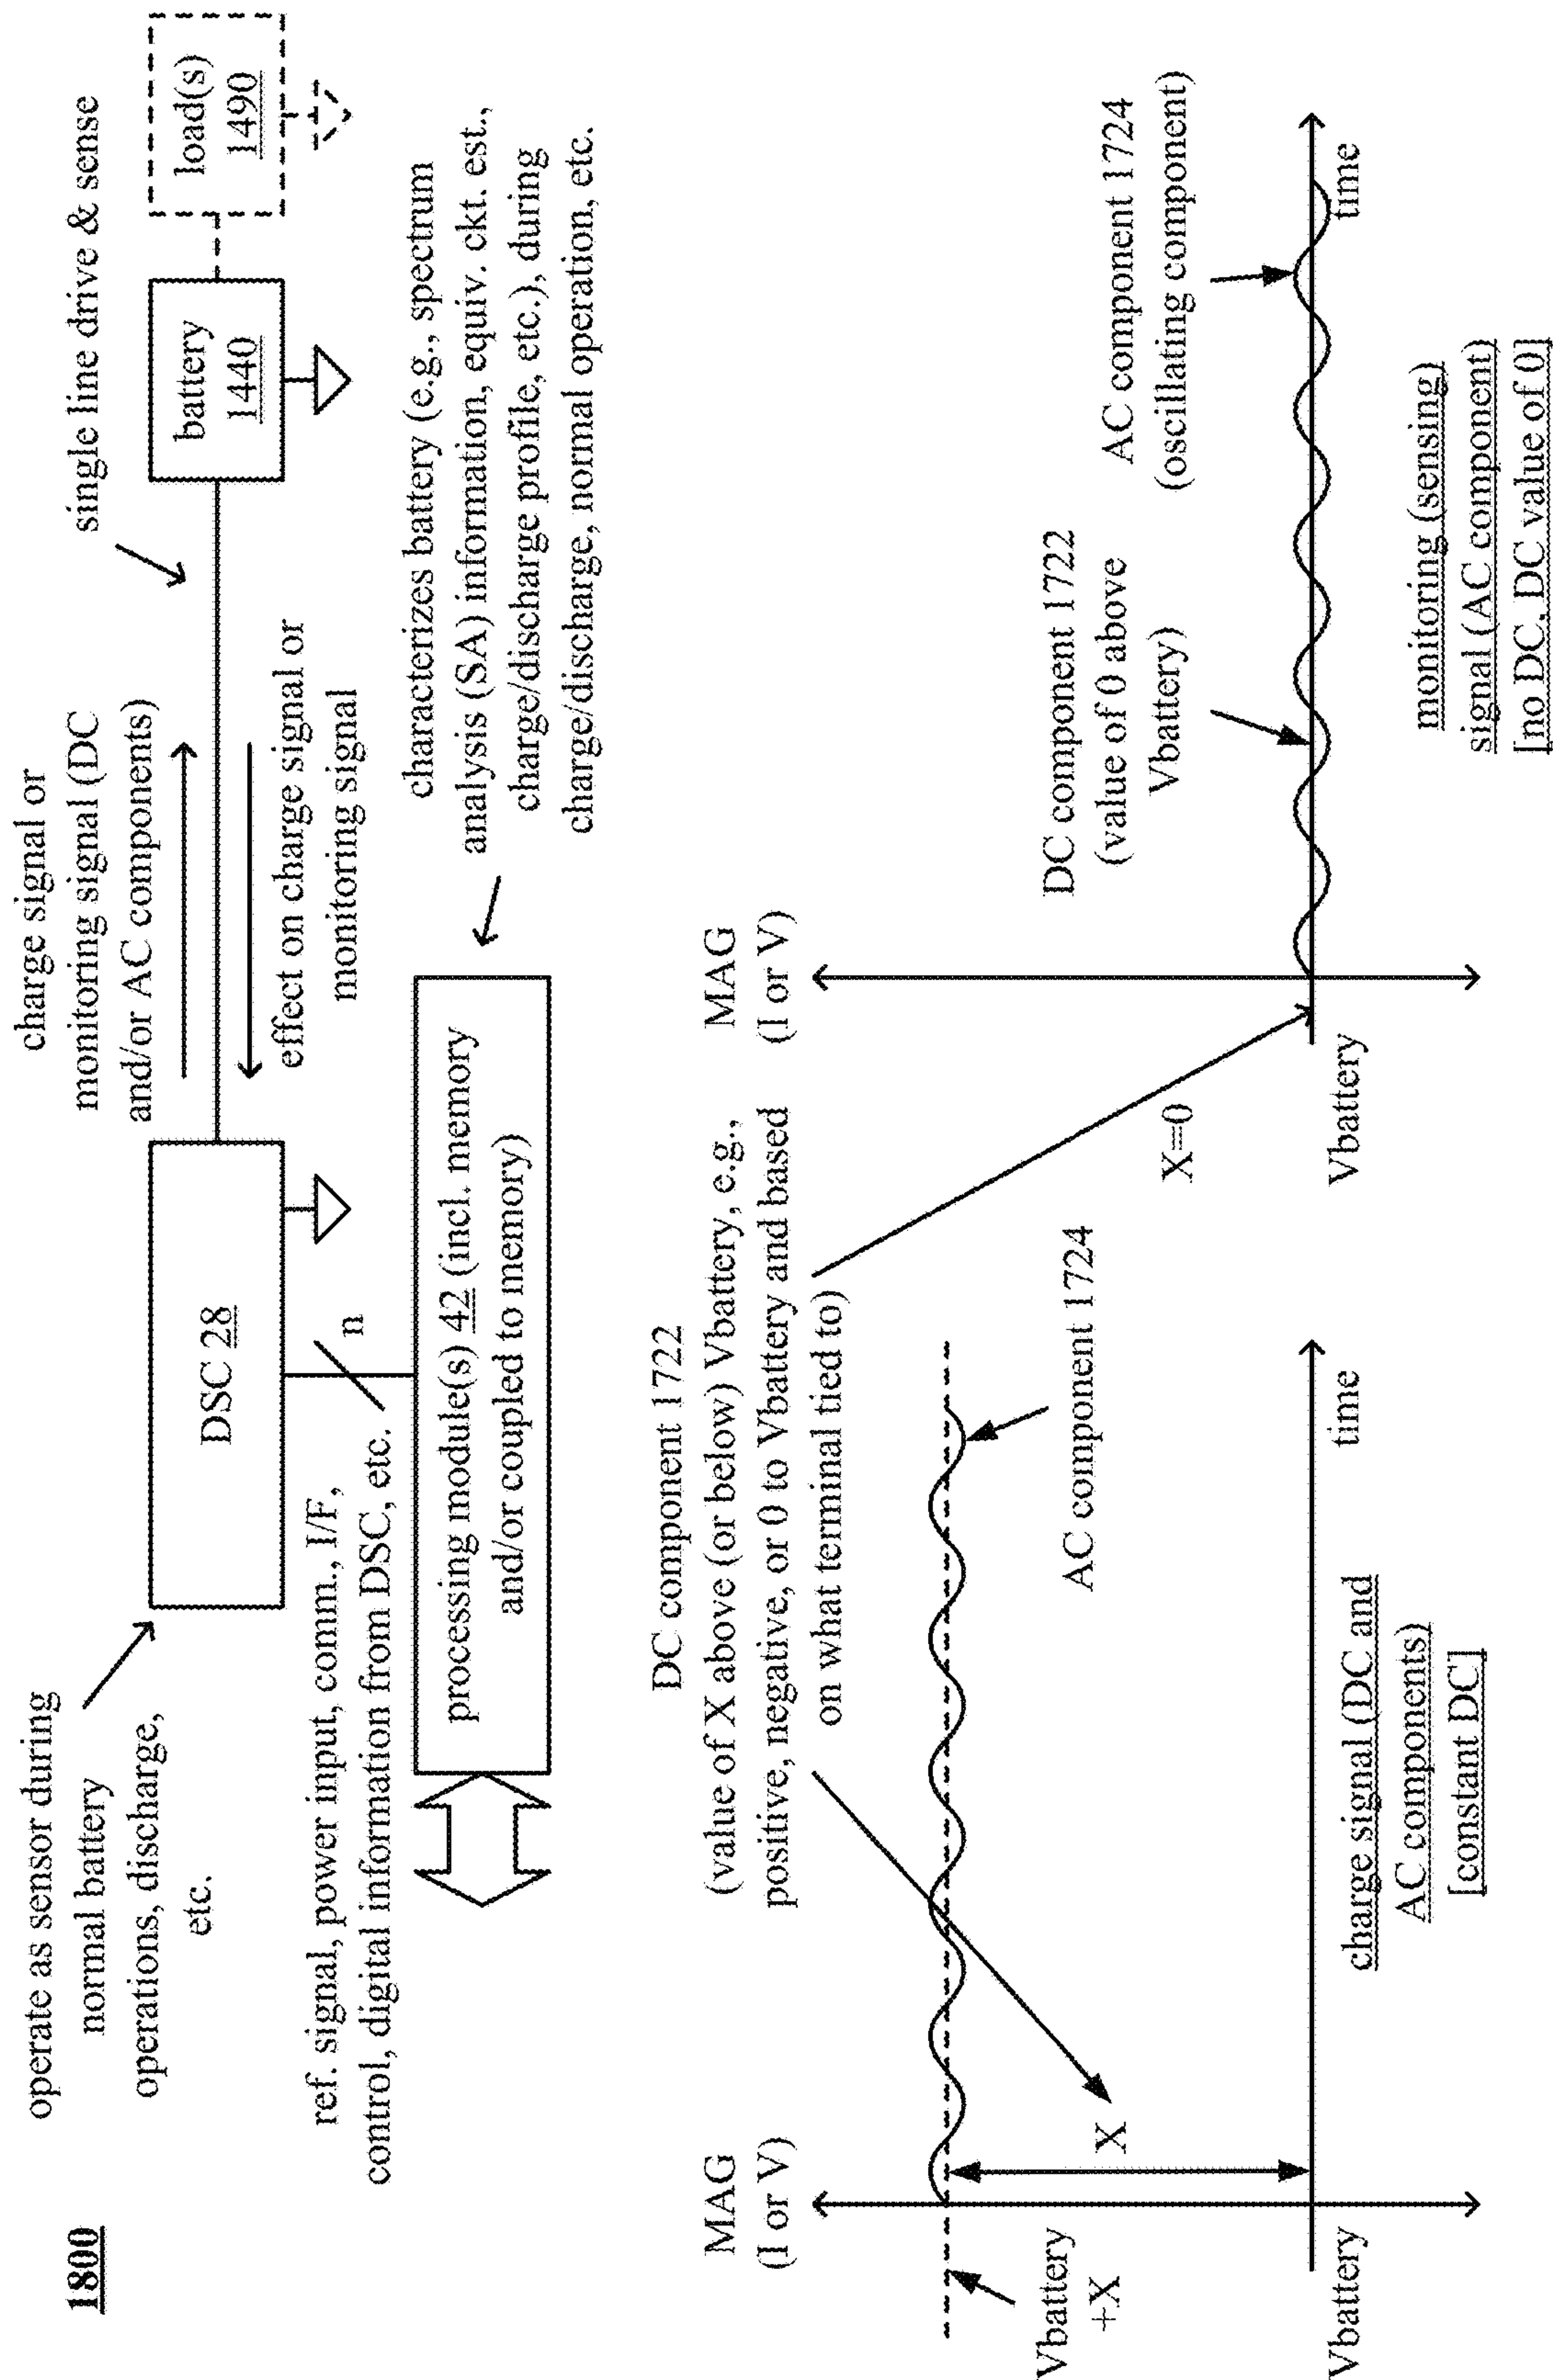 1800
operate as sensor during
normal battery
operations, discharge,
etc.
DSC 28
charge signal or
monitoring signal (DC
and/or AC components)
effect on charge signal or
monitoring signal
single line drive & sense
battery
1440
load(s)
1490
ref. signal, power input, comm., I/F,
control, digital information from DSC, etc.
n
processing module(s) 42 (incl. memory
and/or coupled to memory)
characterizes battery (e.g., spectrum
analysis (SA) information, equiv. ckt. est.,
charge/discharge profile, etc.), during
charge/discharge, normal operation, etc.
DC component 1722
(value of X above (or below) Vbattery, e.g.,
positive, negative, or 0 to Vbattery and based
on what terminal tied to)
MAG
(I or V)
Vbattery
+X
X
AC component 1724
Vbattery
time
charge signal (DC and
AC components)
[constant DC]
MAG
(I or V)
X=0
Vbattery
DC component 1722
(value of 0 above
Vbattery)
AC component 1724
(oscillating component)
time
monitoring (sensing)
signal (AC component)
[no DC, DC value of 0]